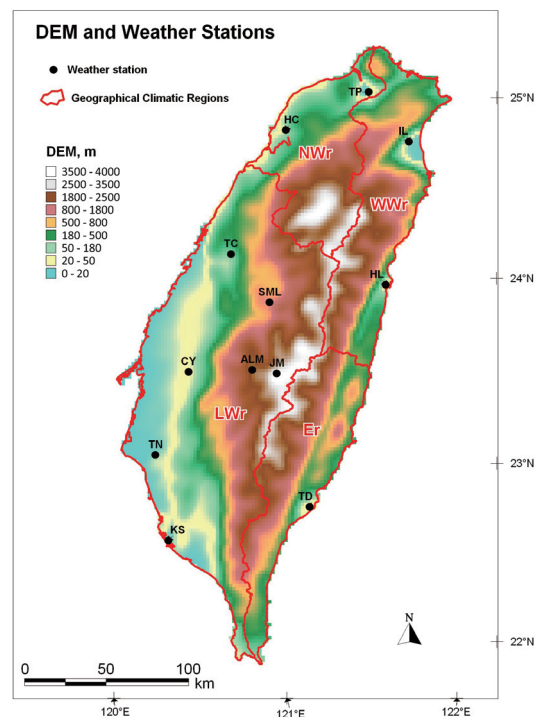 DEM and Weather Stations
Weather station
Geographical Climatic Regions
DEM, m
3500 - 4000
2500 - 3500
1800 - 2500
800 - 1800
500 - 800
180 - 500
50 - 180
20 - 50
0 - 20
TP
25°N
HC
IL
NWr
WWr
TC
24°N
HL
SML
CY
ALM
JM
LWr
Er
TN
23°N
TD
KS
N
22°N
0
50
100
km
120°E
121°E
122°E